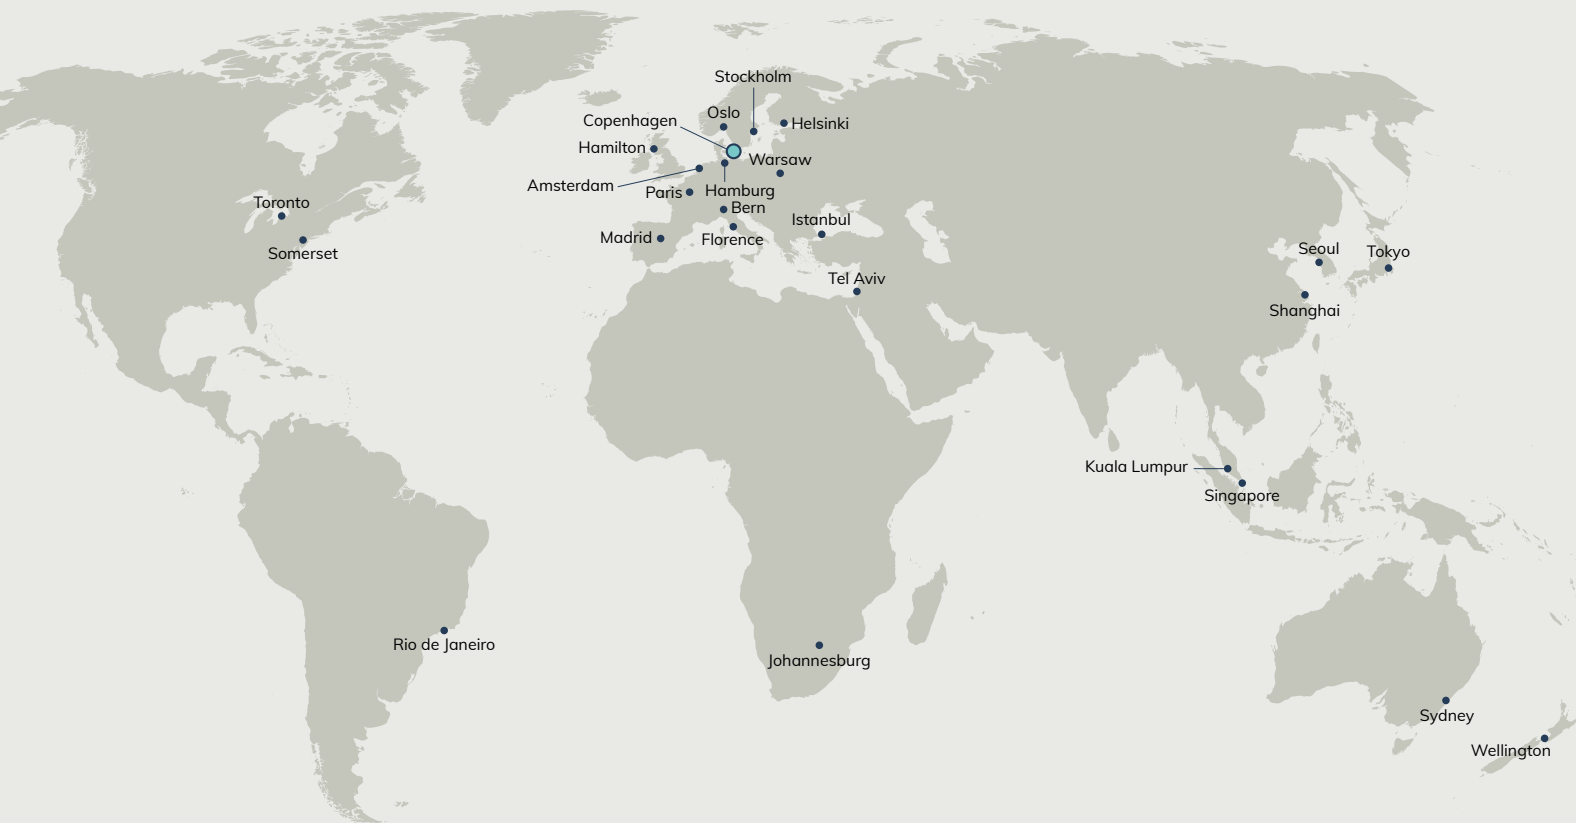 Stockholm
Oslo
Copenhagen
Helsinki
Hamilton
Warsaw
Amsterdam
Paris
Hamburg
Toronto
Bern
Istanbul
Madrid
Florence
Somerset
Seoul
Tokyo
Tel Aviv
Shanghai
Kuala Lumpur
Singapore
Rio de Janeiro
Johannesburg
Sydney
Wellington